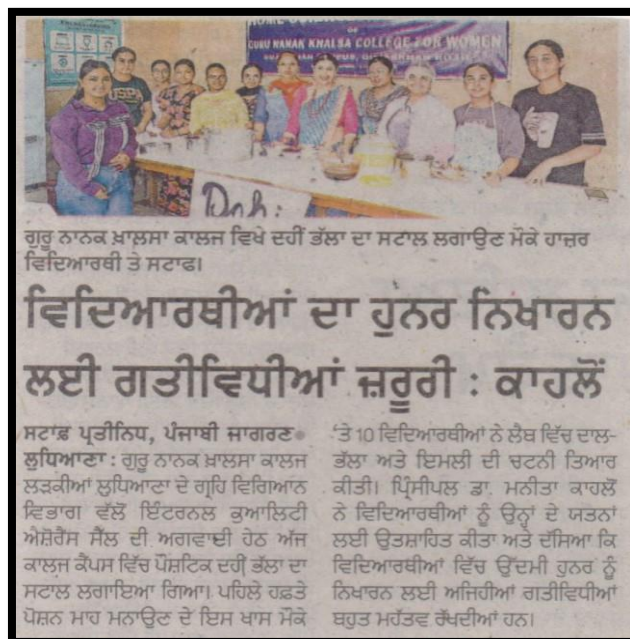 HOME SCIENCE
OF
GURU NANAK KHALSA COLLEGE FOR WOMEN
ਗੁਰੂ ਨਾਨਕ ਖ਼ਾਲਸਾ ਕਾਲਜ ਵਿਖੇ ਦਹੀਂ ਭੱਲਾ ਦਾ ਸਟਾਲ ਲਗਾਉਣ ਮੌਕੇ ਹਾਜ਼ਰ
ਵਿਦਿਆਰਥੀ ਤੇ ਸਟਾਫ।
ਵਿਦਿਆਰਥੀਆਂ ਦਾ ਹੁਨਰ ਨਿਖਾਰਨ
ਲਈ ਗਤੀਵਿਧੀਆਂ ਜ਼ਰੂਰੀ : ਕਾਹਲੋਂ
ਸਟਾਫ਼ ਪ੍ਰਤੀਨਿਧ, ਪੰਜਾਬੀ ਜਾਗਰਣ
ਲੁਧਿਆਣਾ : ਗੁਰੂ ਨਾਨਕ ਖ਼ਾਲਸਾ ਕਾਲਜ
ਲੜਕੀਆਂ ਲੁਧਿਆਣਾ ਦੇ ਗ੍ਰਹਿ ਵਿਗਿਆਨ
ਵਿਭਾਗ ਵੱਲੋਂ ਇੰਟਰਨਲ ਕੁਆਲਿਟੀ
ਐਸ਼ੋਰੈਂਸ ਸੈੱਲ ਦੀ ਅਗਵਾਈ ਹੇਠ ਅੱਜ
ਕਾਲਜ ਕੈਂਪਸ ਵਿੱਚ ਪੌਸ਼ਟਿਕ ਦਹੀਂ ਭੱਲਾ ਦਾ
ਸਟਾਲ ਲਗਾਇਆ ਗਿਆ। ਪਹਿਲੇ ਹਫ਼ਤੇ
ਪੋਸ਼ਨ ਮਾਹ ਮਨਾਉਣ ਦੇ ਇਸ ਖਾਸ ਮੌਕੇ
'ਤੇ 10 ਵਿਦਿਆਰਥੀਆਂ ਨੇ ਲੈਬ ਵਿੱਚ ਦਾਲ-
ਭੱਲਾ ਅਤੇ ਇਮਲੀ ਦੀ ਚਟਨੀ ਤਿਆਰ
ਕੀਤੀ। ਪ੍ਰਿੰਸੀਪਲ ਡਾ. ਮਨੀਤਾ ਕਾਹਲੋਂ
ਨੇ ਵਿਦਿਆਰਥੀਆਂ ਨੂੰ ਉਨ੍ਹਾਂ ਦੇ ਯਤਨਾਂ
ਲਈ ਉਤਸ਼ਾਹਿਤ ਕੀਤਾ ਅਤੇ ਦੱਸਿਆ ਕਿ
ਵਿਦਿਆਰਥੀਆਂ ਵਿੱਚ ਉੱਦਮੀ ਹੁਨਰ ਨੂੰ
ਨਿਖਾਰਨ ਲਈ ਅਜਿਹੀਆਂ ਗਤੀਵਿਧੀਆਂ
ਬਹੁਤ ਮਹੱਤਵ ਰੱਖਦੀਆਂ ਹਨ।